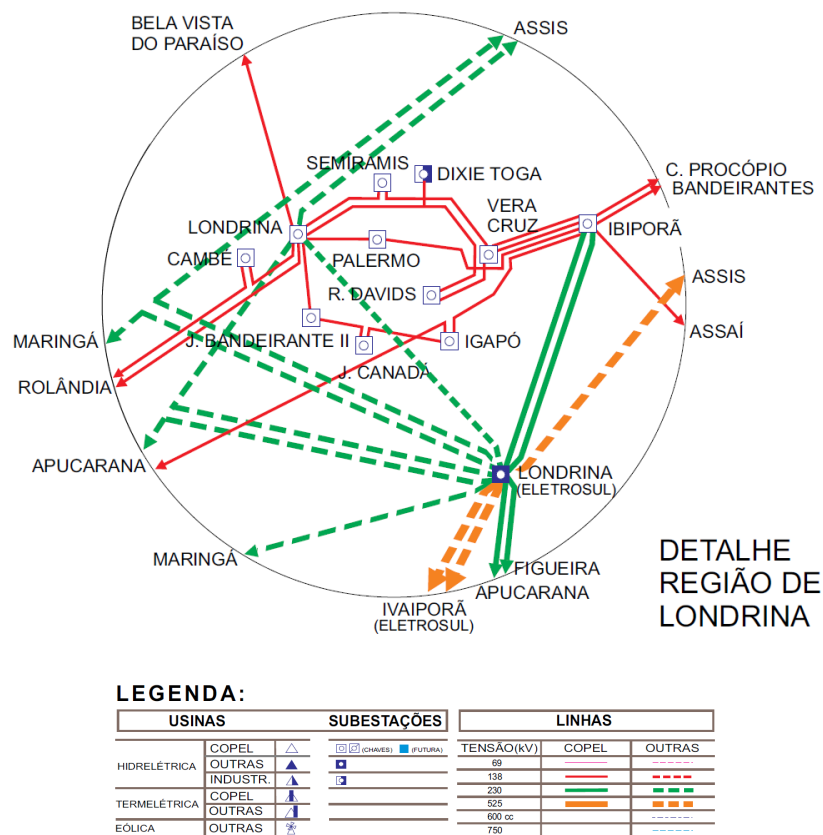 BELA VISTA
DO PARAÍSO
ASSIS
SEMIRAMIS
DIXIE TOGA
C. PROCÓPIO
BANDEIRANTES
VERA
CRUZ
LONDRINA
IBIPORÃ
CAMBÉ
PALERMO
ASSIS
R. DAVIDS
MARINGÁ
J. BANDEIRANTE II
IGAPÓ
ASSAÍ
J. CANADÁ
ROLÂNDIA
APUCARANA
LONDRINA
(ELETROSUL)
MARINGÁ
FIGUEIRA
APUCARANA
IVAIPORÃ
(ELETROSUL)
DETALHE
REGIÃO DE
LONDRINA
LEGENDA:
USINAS SUBESTAÇÕES LINHAS
COPEL (CHAVES) (FUTURA) TENSÃO(kV) COPEL OUTRAS
HIDRELÉTRICA OUTRAS 69
INDUSTR. 138
TERMELÉTRICA COPEL 230
OUTRAS 525
600 cc
EÓLICA OUTRAS 750